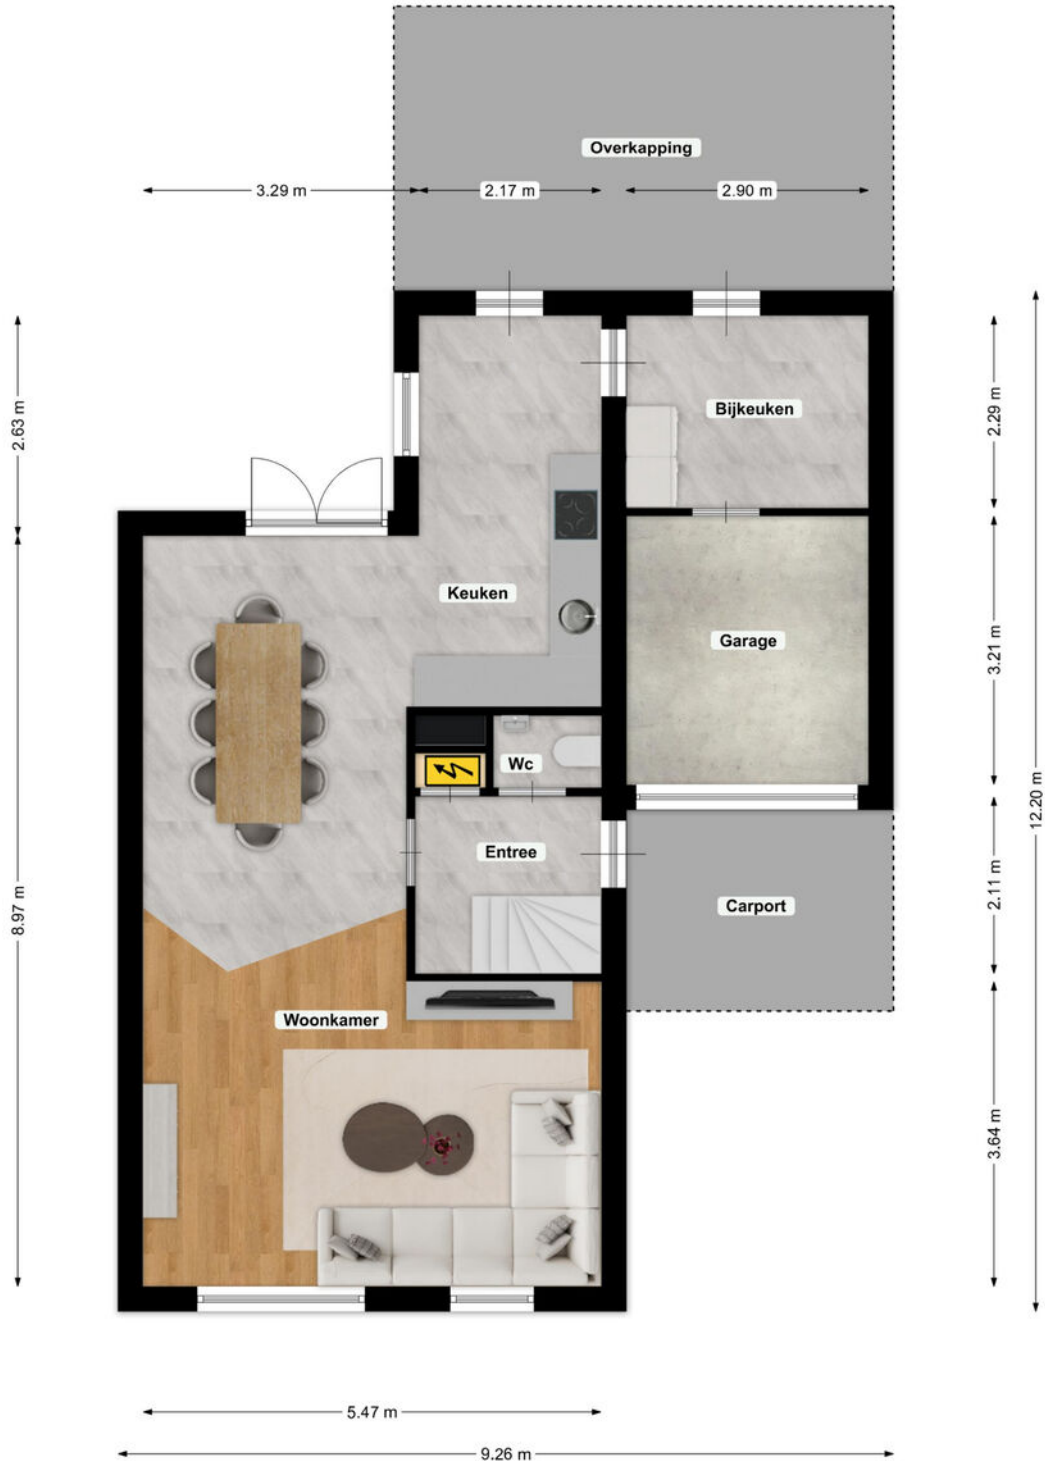 Overkapping
3.29 m
2.17 m
2.90 m
2.63 m
2.29 m
Bijkeuken
Keuken
Garage
3.21 m
Wc
12.20 m
Entree
2.11 m
8.97 m
Carport
Woonkamer
3.64 m
5.47 m
9.26 m